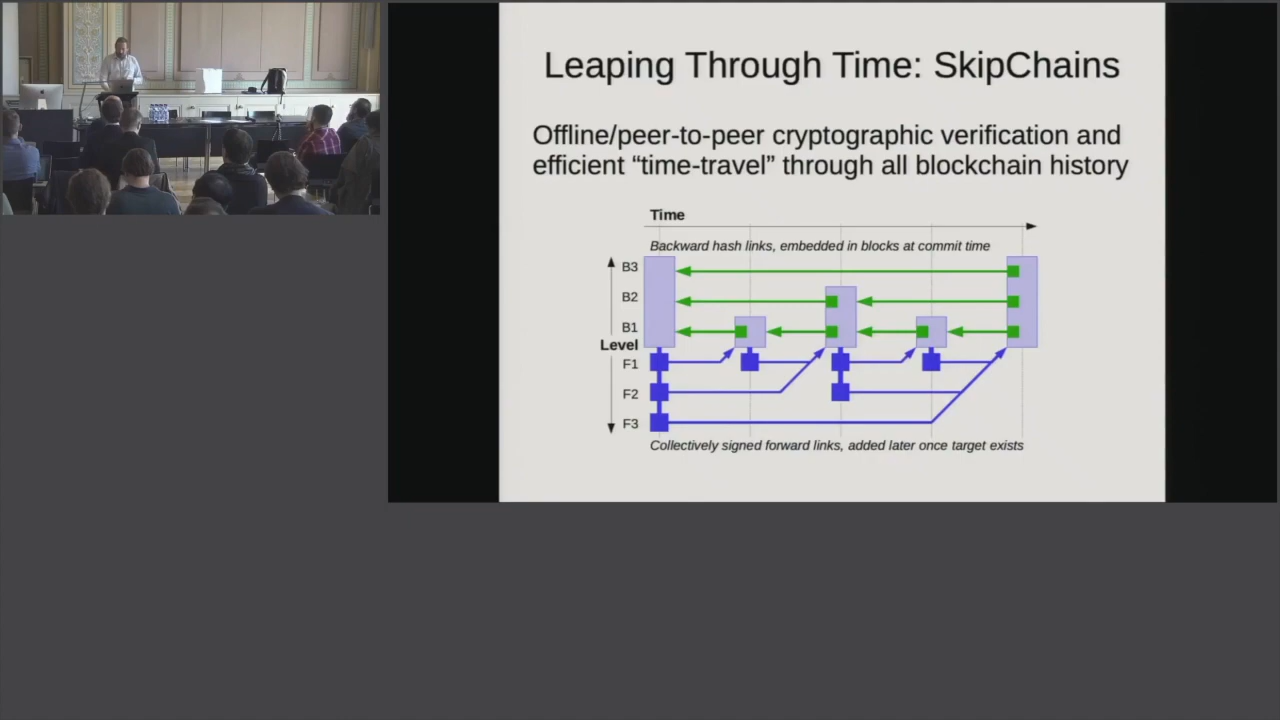 Leaping Through Time: SkipChains
Offline/peer-to-peer cryptographic verification and
efficient “time-travel” through all blockchain history
Time
Backward hash links, embedded in blocks at commit time
B3
B2
B1
Level
F1
F2
F3
Collectively signed forward links, added later once target exists